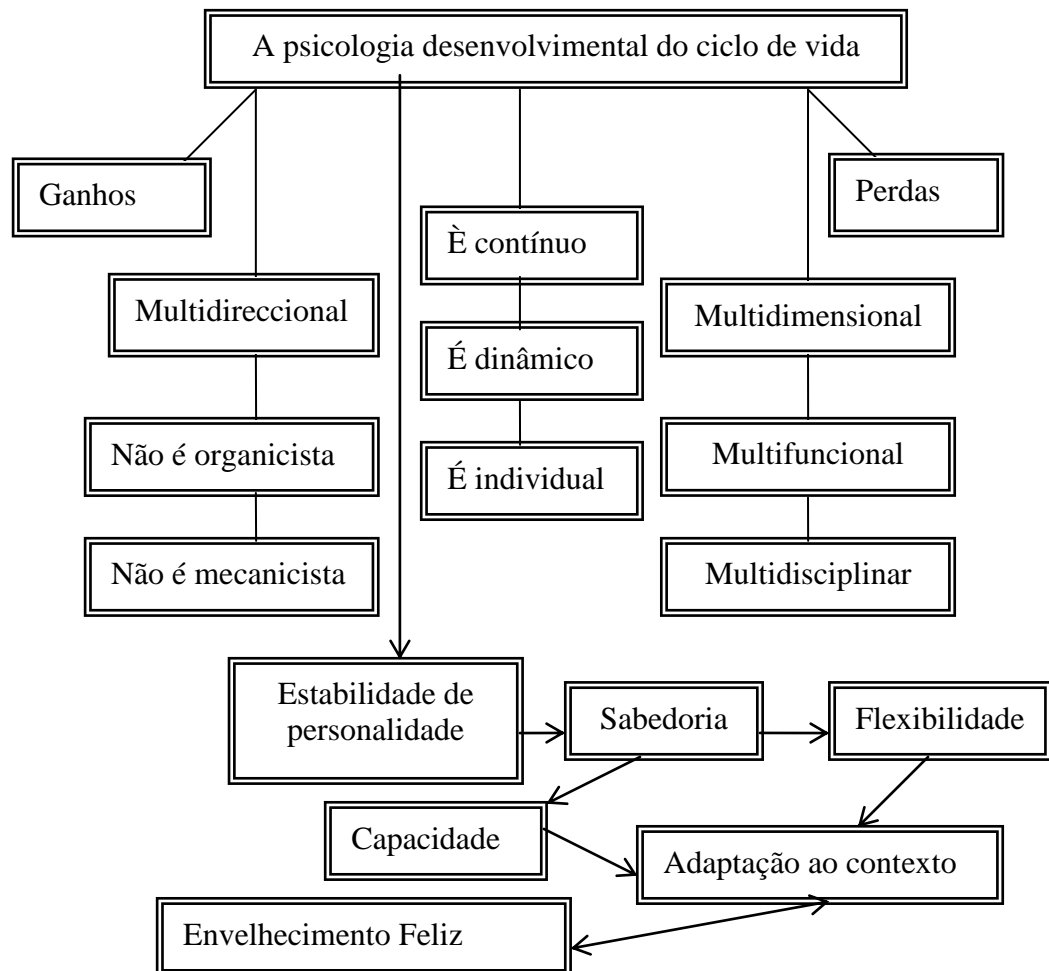 A psicologia desenvolvimental do ciclo de vida
Ganhos
Perdas
È contínuo
Multidireccional
Multidimensional
É dinâmico
Não é organicista
É individual
Multifuncional
Não é mecanicista
Multidisciplinar
Estabilidade de
personalidade
Sabedoria
Flexibilidade
Capacidade
Adaptação ao contexto
Envelhecimento Feliz